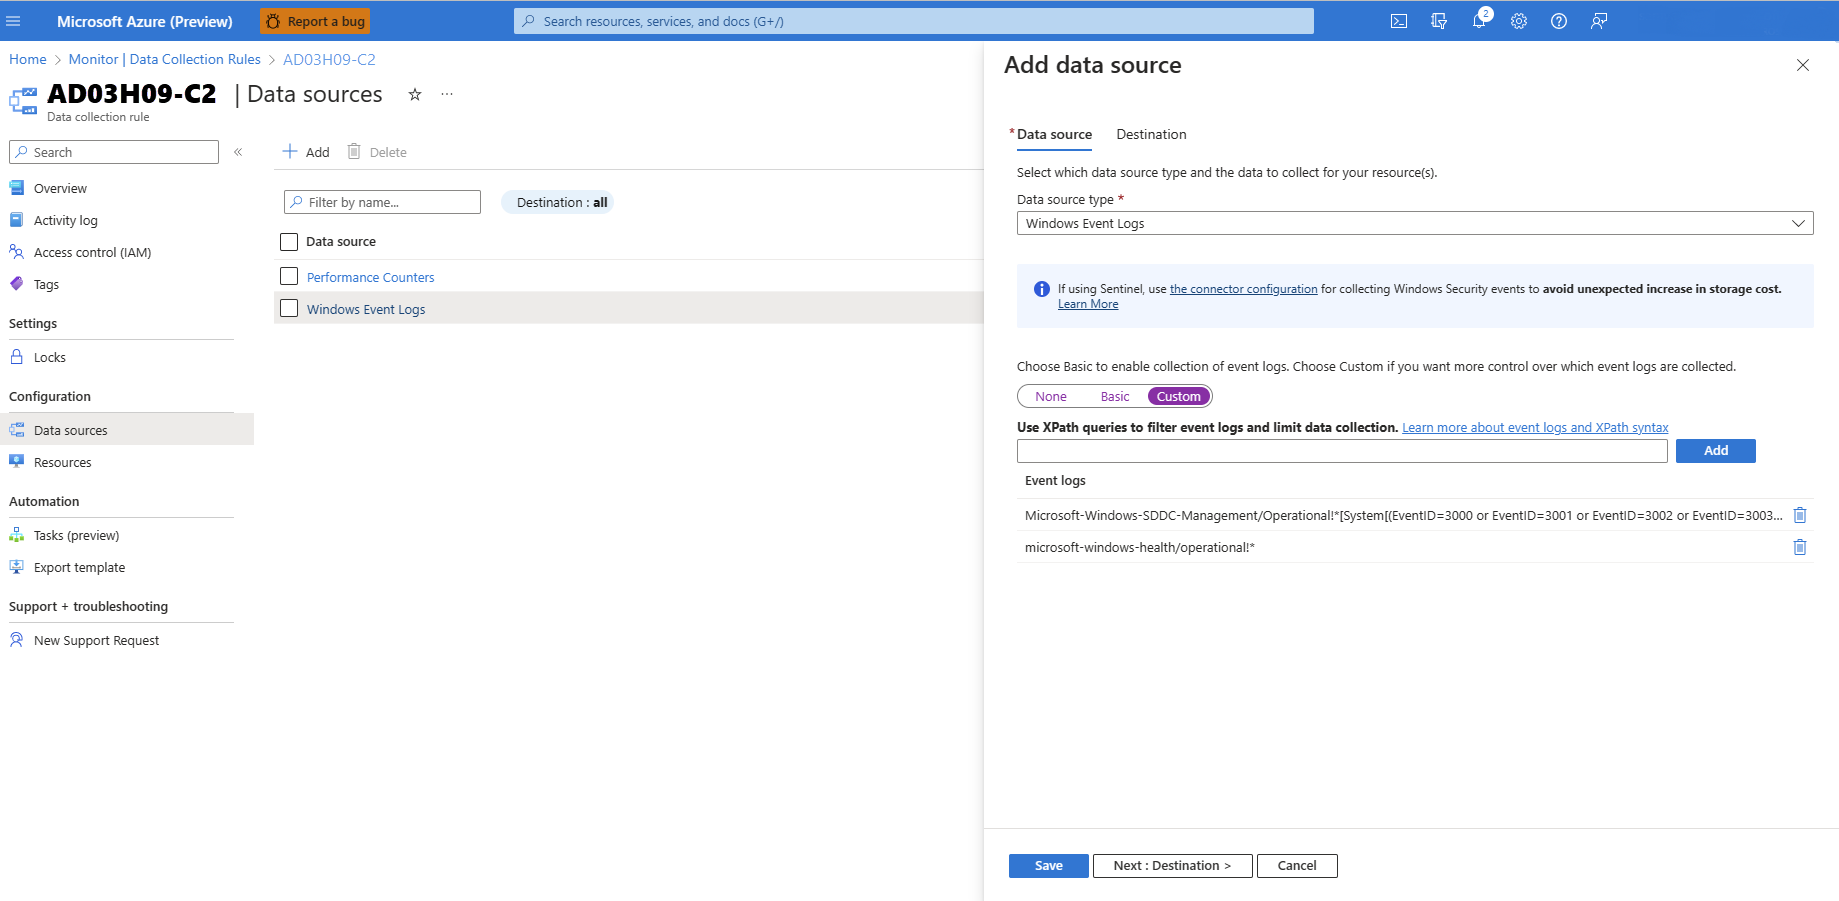 Microsoft Azure (Preview)
Report a bug
Search resources, services, and docs (G+/)
2
Home > Monitor | Data Collection Rules > AD03H09-C2
AD03H09-C2 | Data sources
Data collection rule
Search
Overview
Activity log
Access control (IAM)
Tags
Settings
Locks
Configuration
Data sources
Resources
Automation
Tasks (preview)
Export template
Support + troubleshooting
New Support Request
Add
Delete
Filter by name...
Destination : all
Data source
Performance Counters
Windows Event Logs
Add data source
* Data source
Destination
Select which data source type and the data to collect for your resource(s).
Data source type *
Windows Event Logs
If using Sentinel, use the connector configuration for collecting Windows Security events to avoid unexpected increase in storage cost.
Learn More
Choose Basic to enable collection of event logs. Choose Custom if you want more control over which event logs are collected.
None Basic Custom
Use XPath queries to filter event logs and limit data collection. Learn more about event logs and XPath syntax
Add
Event logs
Microsoft-Windows-SDDC-Management/Operational!*[System[(EventID=3000 or EventID=3001 or EventID=3002 or EventID=3003...
microsoft-windows-health/operational!*
Save
Next : Destination >
Cancel